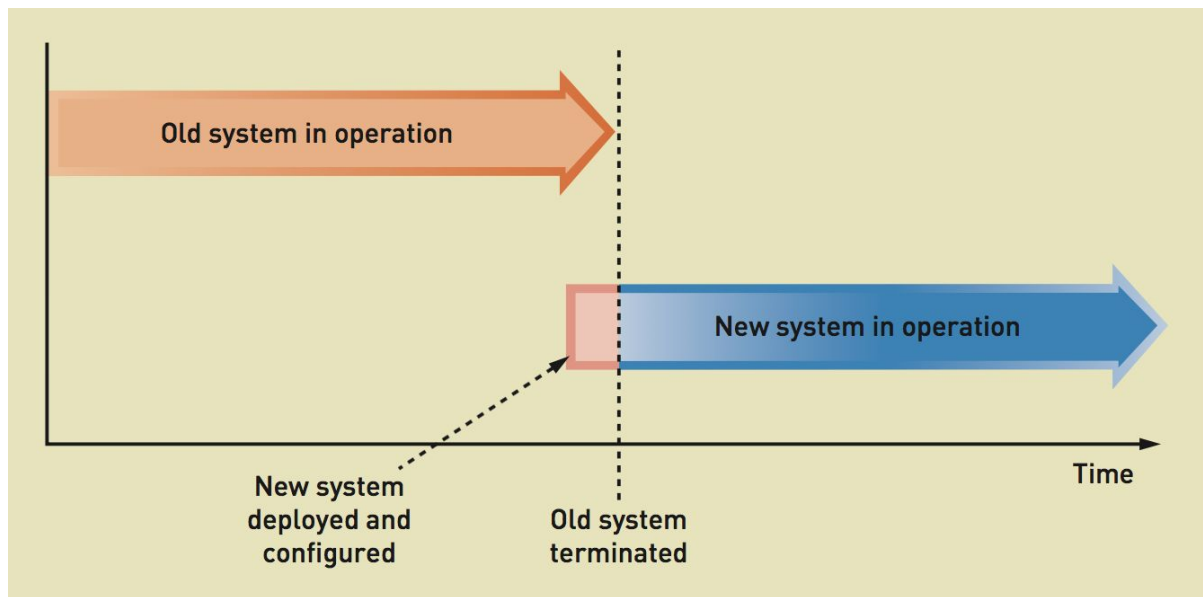 Old system in operation
New system in operation
Time
New system
deployed and
configured
Old system
terminated